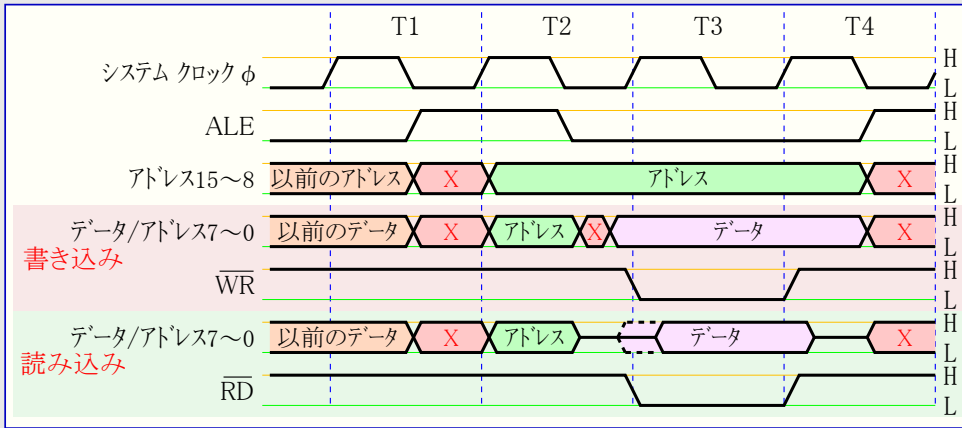 T1 T2 T3 T4
システム クロック φ H
L
ALE H
L
アドレス15～8 以前のアドレス X アドレス X H
L
データ/アドレス7～0 以前のデータ X アドレス X データ X H
書き込み L
WR H
L
データ/アドレス7～0 以前のデータ X アドレス データ X H
読み込み L
RD H
L